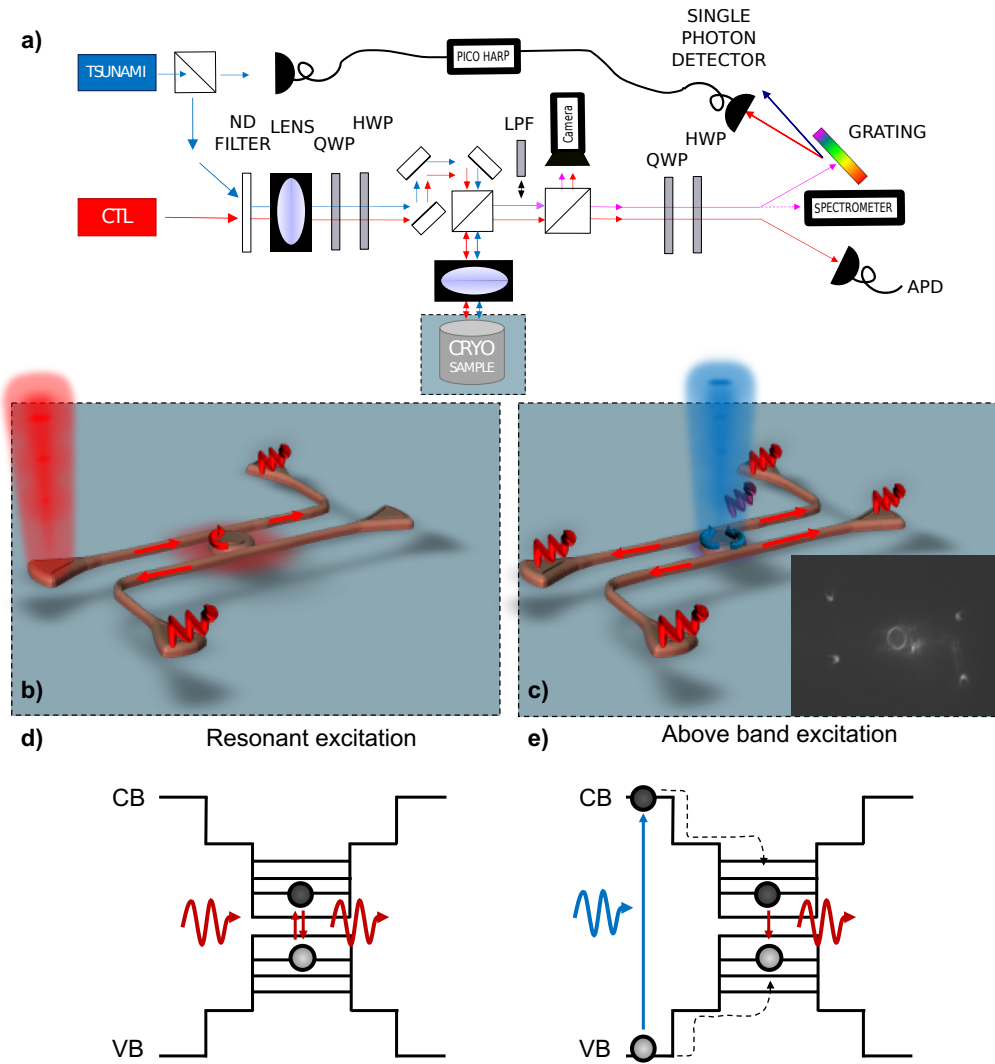 a)
SINGLE
PHOTON
DETECTOR
TSUNAMI
PICO HARP
ND
FILTER
LENS
QWP
HWP
LPF
Camera
QWP
HWP
GRATING
CTL
SPECTROMETER
APD
CRYO
SAMPLE
b)
c)
d)
Resonant excitation
e)
Above band excitation
CB
CB
VB
VB